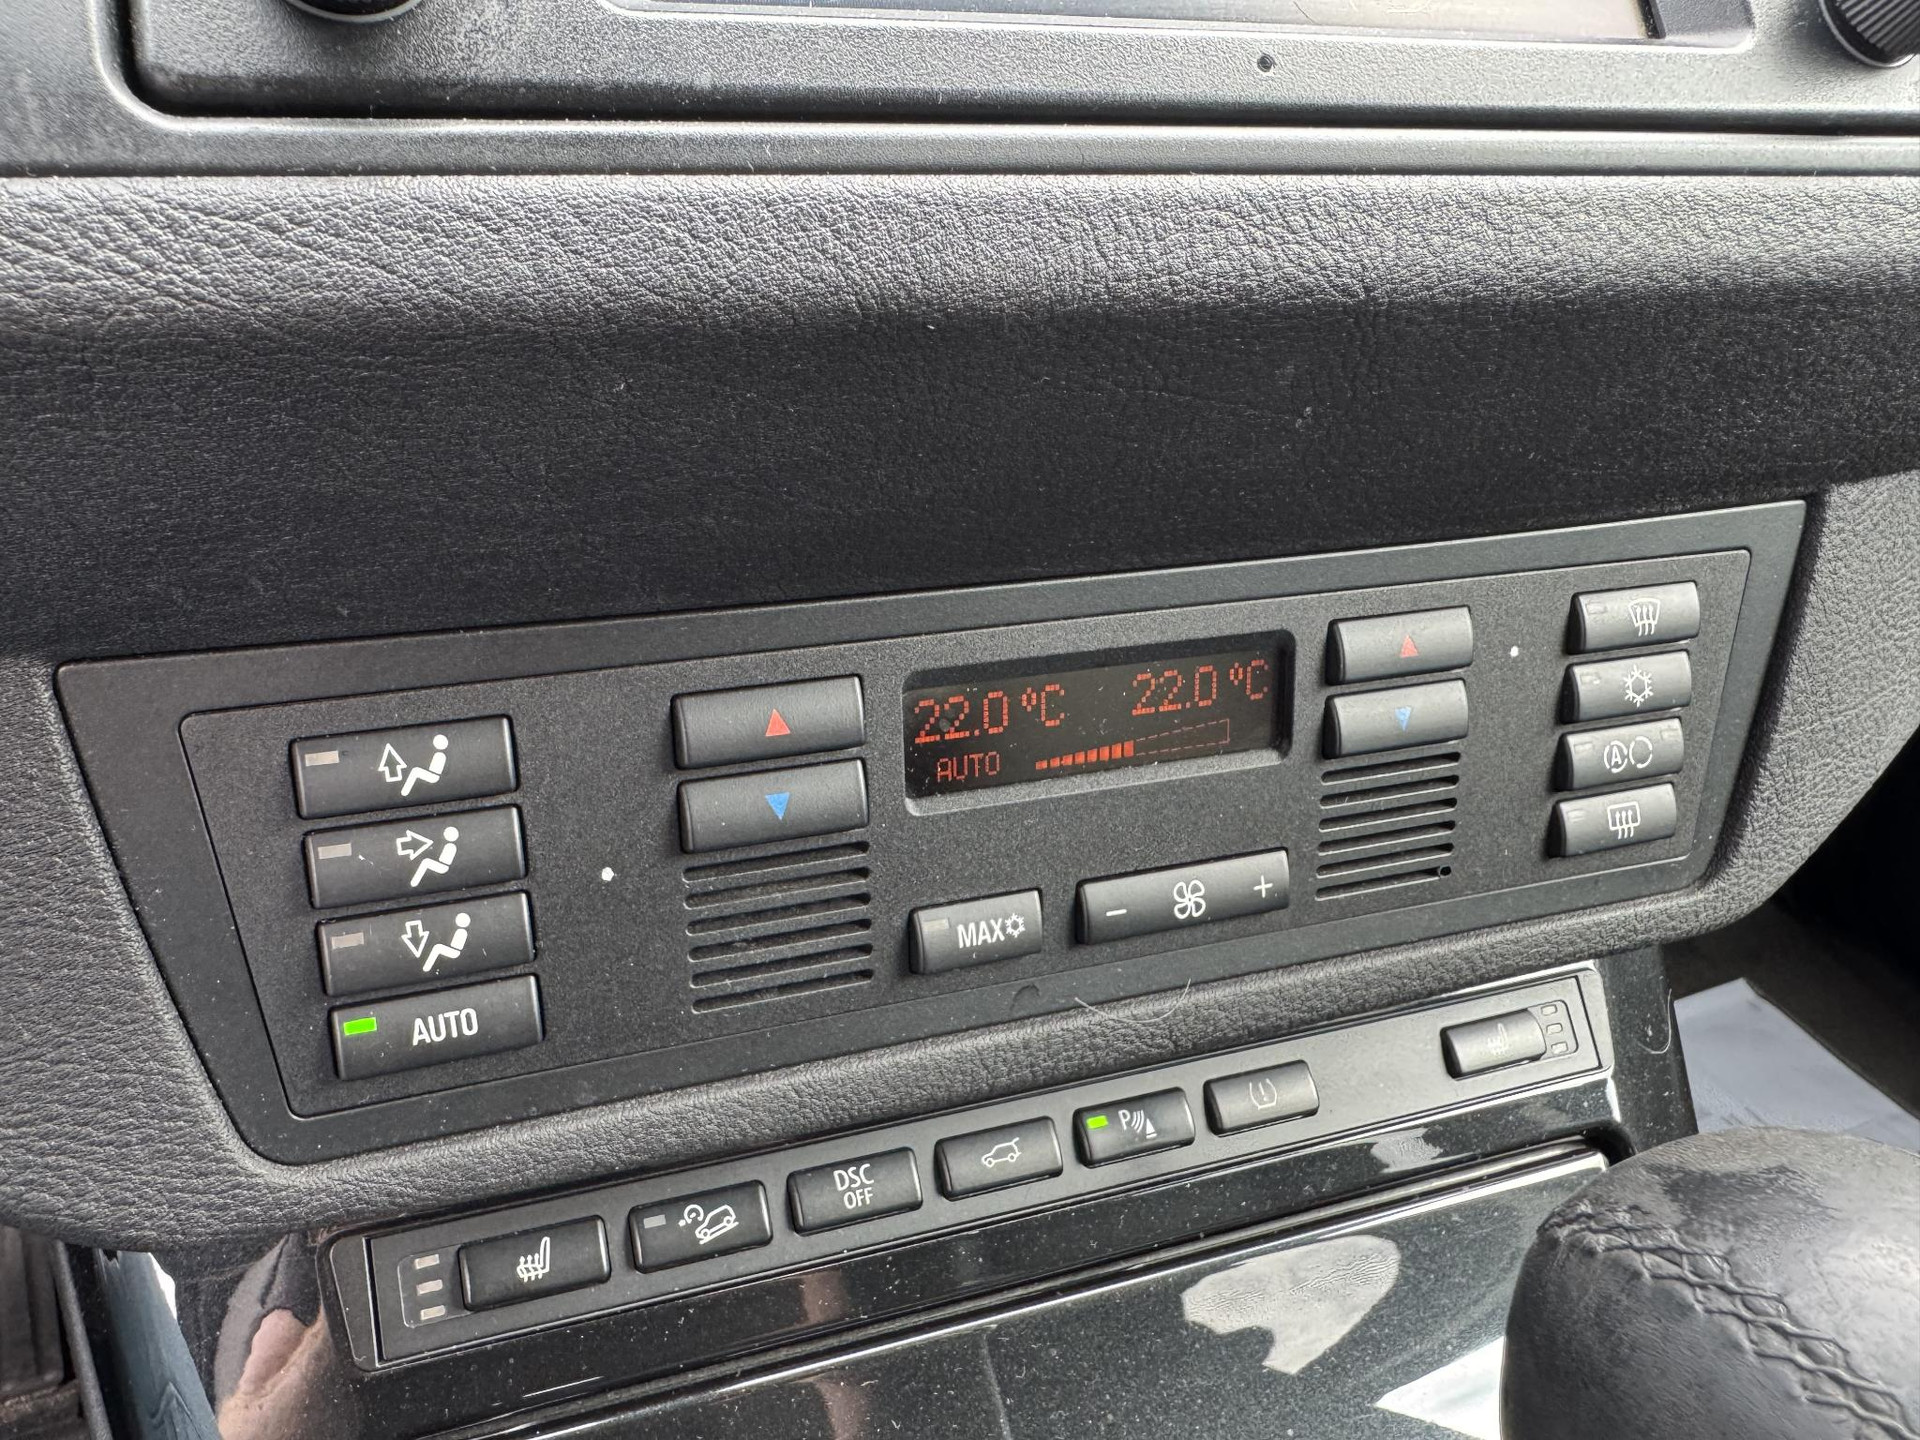 22.0 °C 22.0 °C
AUTO
MAX
- +
A
AUTO
DSC
OFF
P